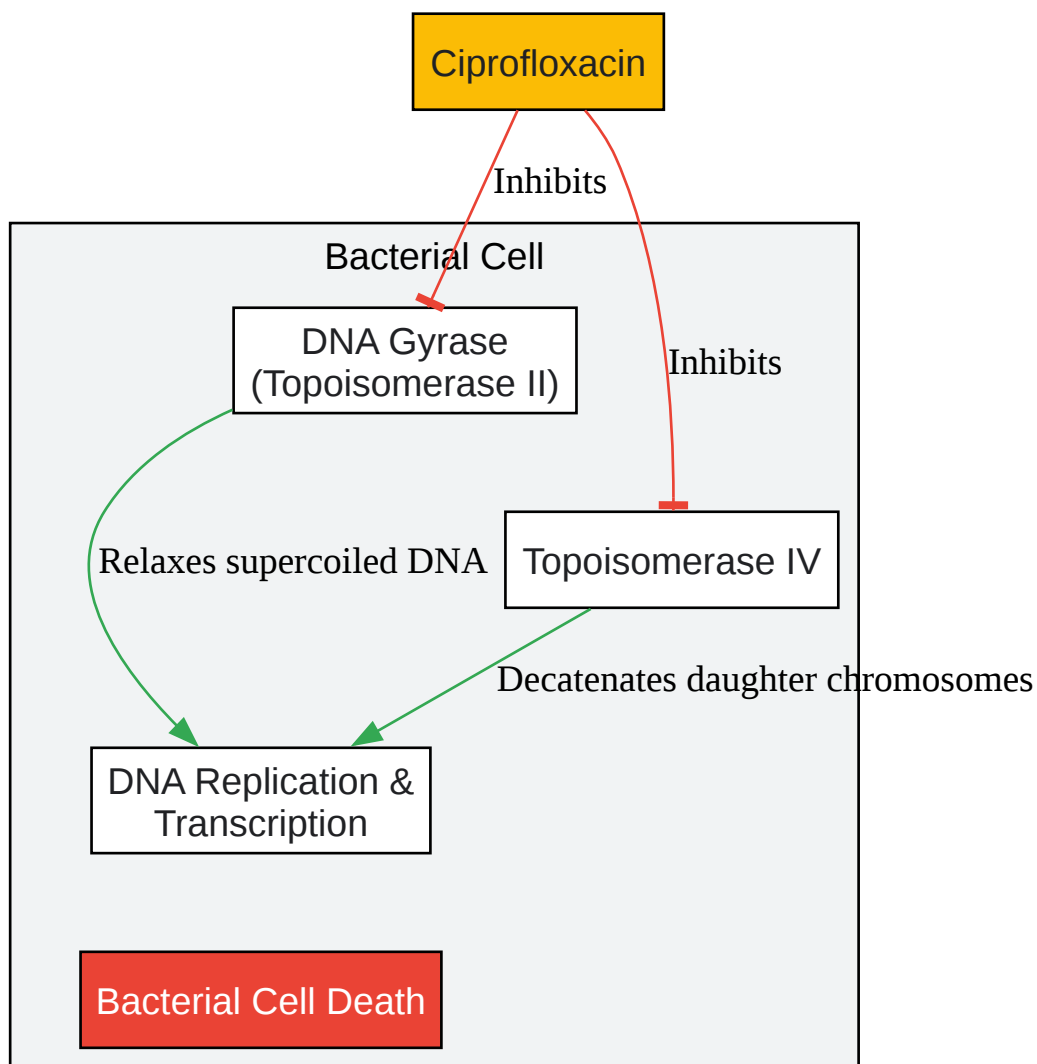 Ciprofloxacin
Inhibits
Bacterial Cell
DNA Gyrase
(Topoisomerase II)
Inhibits
Relaxes supercoiled DNA
Topoisomerase IV
Decatenates daughter chromosomes
DNA Replication &
Transcription
Bacterial Cell Death